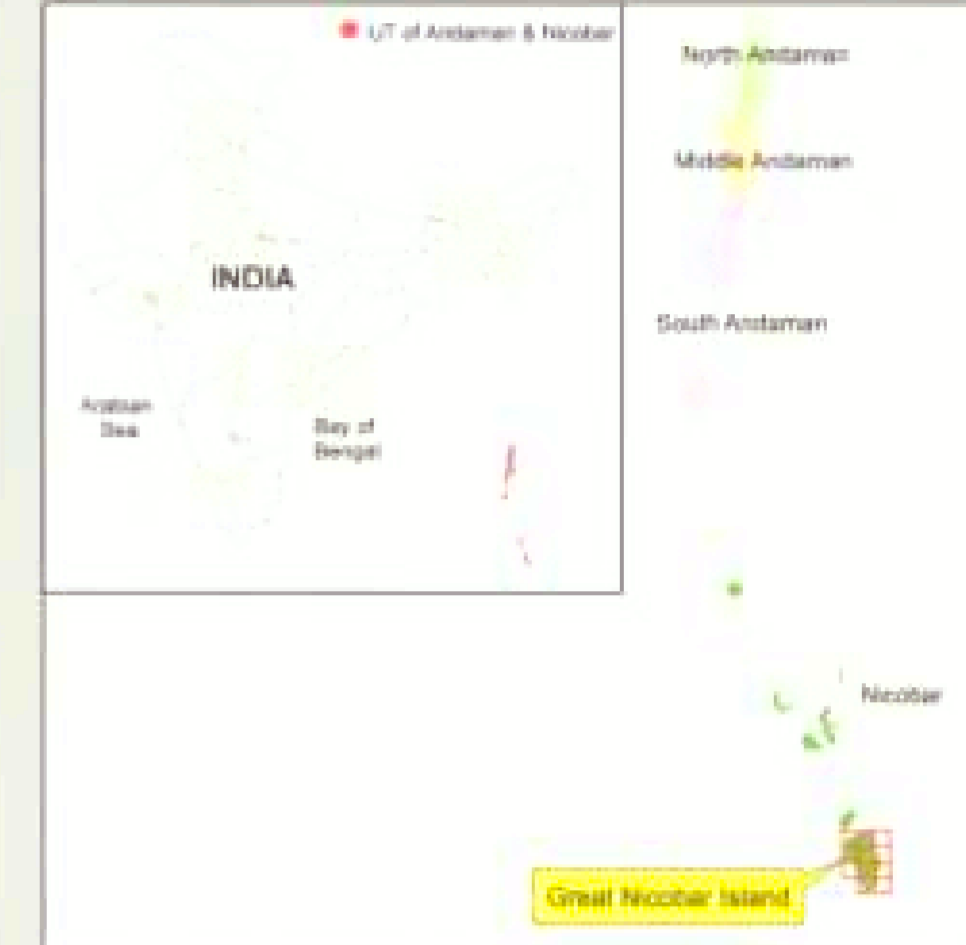 UT of Andaman & Nicobar
North Andaman
Middle Andaman
INDIA
South Andaman
Arabian
Sea
Bay of
Bengal
Nicobar
Great Nicobar Island